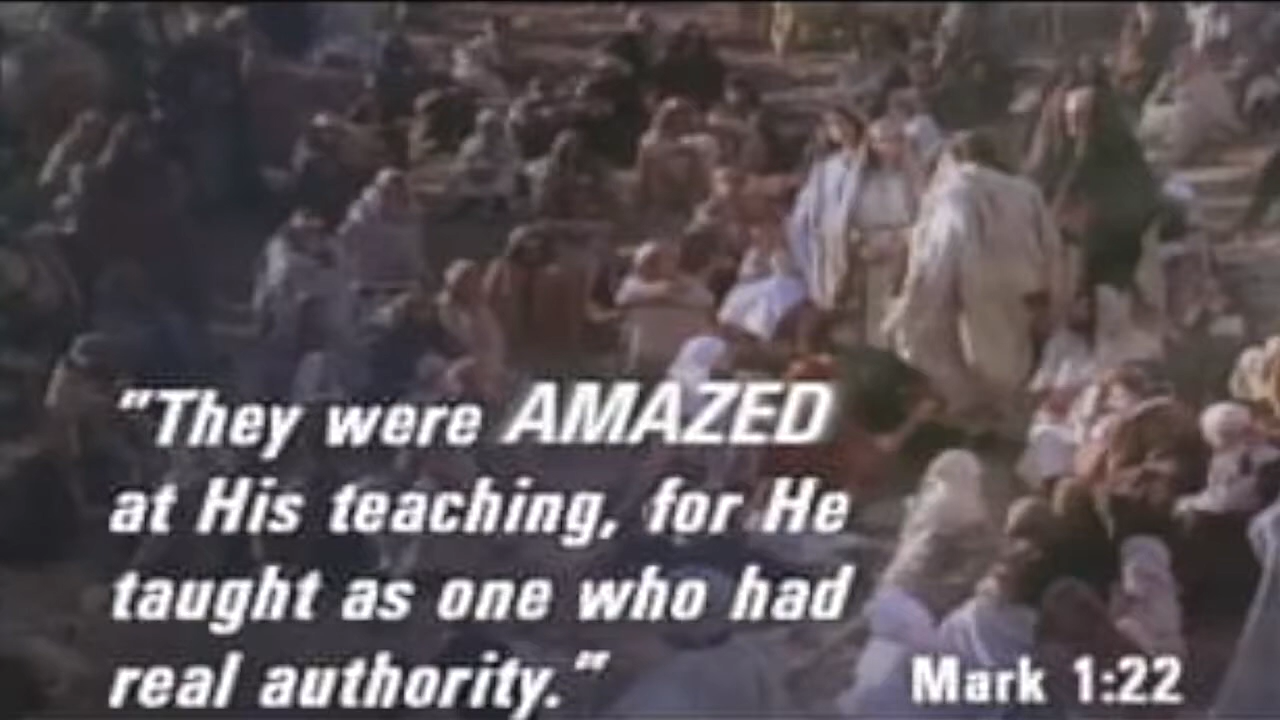 "They were AMAZED
at His teaching, for He
taught as one who had
real authority."
Mark 1:22